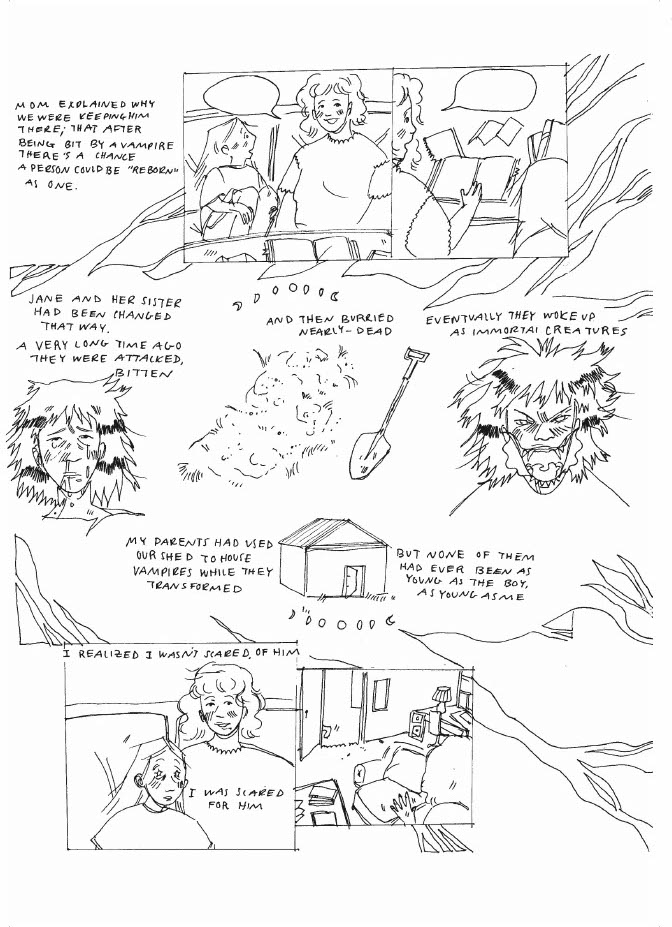 MOM EXPLAINED WHY
WE WERE KEEPING HIM
THERE; THAT AFTER
BEING BIT BY A VAMPIRE
THERE'S A CHANCE
A PERSON COULD BE "REBORN"
AS ONE.
JANE AND HER SISTER
HAD BEEN CHANGED
THAT WAY.
A VERY LONG TIME AGO
THEY WERE ATTACKED,
BITTEN
AND THEN BURRIED
NEARLY-DEAD
EVENTUALLY THEY WOKE UP
AS IMMORTAL CREATURES
MY PARENTS HAD USED
OUR SHED TO HOUSE
VAMPIRES WHILE THEY
TRANSFORMED
BUT NONE OF THEM
HAD EVER BEEN AS
YOUNG AS THE BOY,
AS YOUNG AS ME
I REALIZED I WASN'T SCARED, OF HIM
I WAS SCARED
FOR HIM